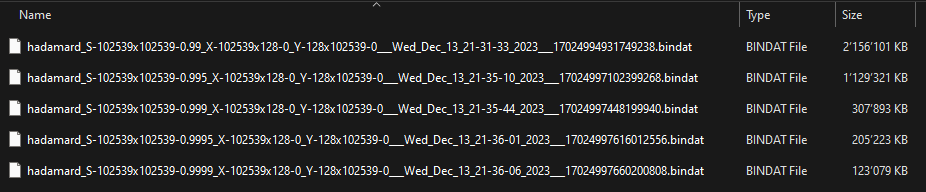 Name Type Size
hadamard_S-102539x102539-0.99_X-102539x128-0_Y-128x102539-0___Wed_Dec_13_21-31-33_2023___17024994931749238.bindat BINDAT File 2'156'101 KB
hadamard_S-102539x102539-0.995_X-102539x128-0_Y-128x102539-0___Wed_Dec_13_21-35-10_2023___17024997102399268.bindat BINDAT File 1'129'321 KB
hadamard_S-102539x102539-0.999_X-102539x128-0_Y-128x102539-0___Wed_Dec_13_21-35-44_2023___17024997448199940.bindat BINDAT File 307'893 KB
hadamard_S-102539x102539-0.9995_X-102539x128-0_Y-128x102539-0___Wed_Dec_13_21-36-01_2023___17024997616012556.bindat BINDAT File 205'223 KB
hadamard_S-102539x102539-0.9999_X-102539x128-0_Y-128x102539-0___Wed_Dec_13_21-36-06_2023___17024997660200808.bindat BINDAT File 123'079 KB